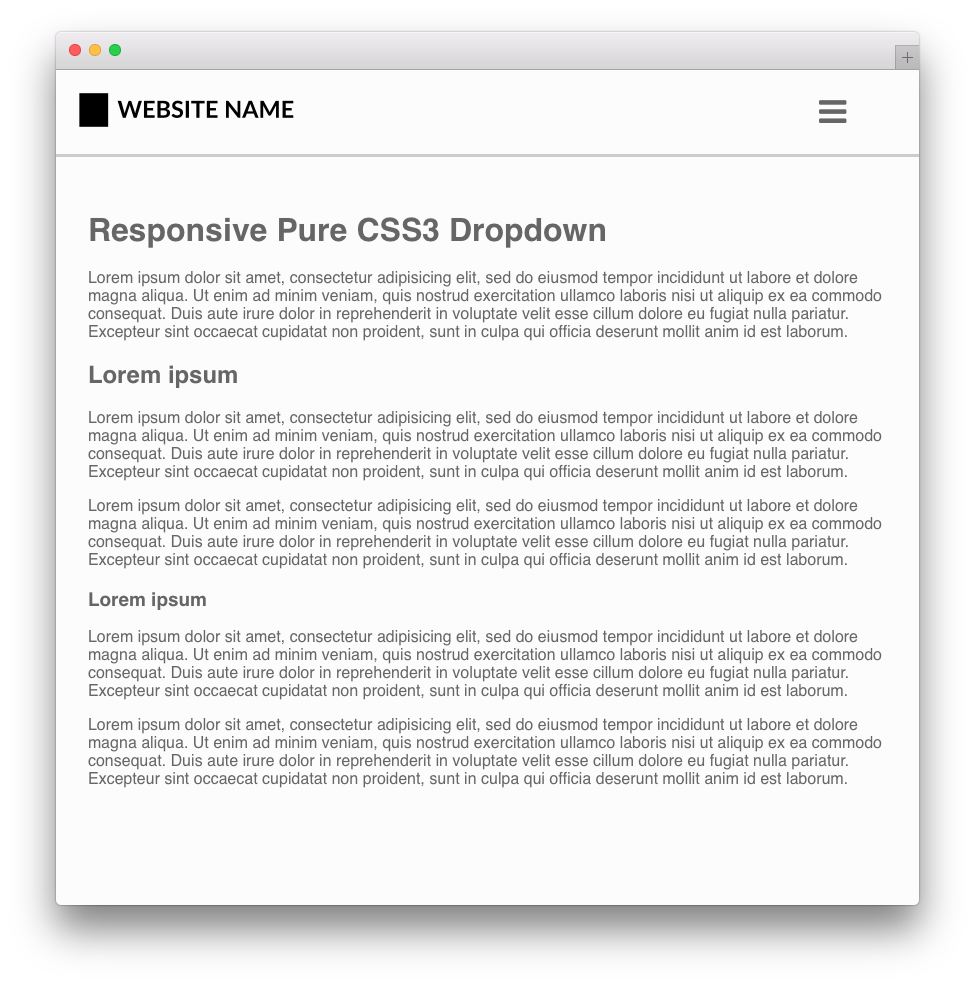 WEBSITE NAME
Responsive Pure CSS3 Dropdown
Lorem ipsum dolor sit amet, consectetur adipisicing elit, sed do eiusmod tempor incididunt ut labore et dolore
magna aliqua. Ut enim ad minim veniam, quis nostrud exercitation ullamco laboris nisi ut aliquip ex ea commodo
consequat. Duis aute irure dolor in reprehenderit in voluptate velit esse cillum dolore eu fugiat nulla pariatur.
Excepteur sint occaecat cupidatat non proident, sunt in culpa qui officia deserunt mollit anim id est laborum.
Lorem ipsum
Lorem ipsum dolor sit amet, consectetur adipisicing elit, sed do eiusmod tempor incididunt ut labore et dolore
magna aliqua. Ut enim ad minim veniam, quis nostrud exercitation ullamco laboris nisi ut aliquip ex ea commodo
consequat. Duis aute irure dolor in reprehenderit in voluptate velit esse cillum dolore eu fugiat nulla pariatur.
Excepteur sint occaecat cupidatat non proident, sunt in culpa qui officia deserunt mollit anim id est laborum.
Lorem ipsum dolor sit amet, consectetur adipisicing elit, sed do eiusmod tempor incididunt ut labore et dolore
magna aliqua. Ut enim ad minim veniam, quis nostrud exercitation ullamco laboris nisi ut aliquip ex ea commodo
consequat. Duis aute irure dolor in reprehenderit in voluptate velit esse cillum dolore eu fugiat nulla pariatur.
Excepteur sint occaecat cupidatat non proident, sunt in culpa qui officia deserunt mollit anim id est laborum.
Lorem ipsum
Lorem ipsum dolor sit amet, consectetur adipisicing elit, sed do eiusmod tempor incididunt ut labore et dolore
magna aliqua. Ut enim ad minim veniam, quis nostrud exercitation ullamco laboris nisi ut aliquip ex ea commodo
consequat. Duis aute irure dolor in reprehenderit in voluptate velit esse cillum dolore eu fugiat nulla pariatur.
Excepteur sint occaecat cupidatat non proident, sunt in culpa qui officia deserunt mollit anim id est laborum.
Lorem ipsum dolor sit amet, consectetur adipisicing elit, sed do eiusmod tempor incididunt ut labore et dolore
magna aliqua. Ut enim ad minim veniam, quis nostrud exercitation ullamco laboris nisi ut aliquip ex ea commodo
consequat. Duis aute irure dolor in reprehenderit in voluptate velit esse cillum dolore eu fugiat nulla pariatur.
Excepteur sint occaecat cupidatat non proident, sunt in culpa qui officia deserunt mollit anim id est laborum.